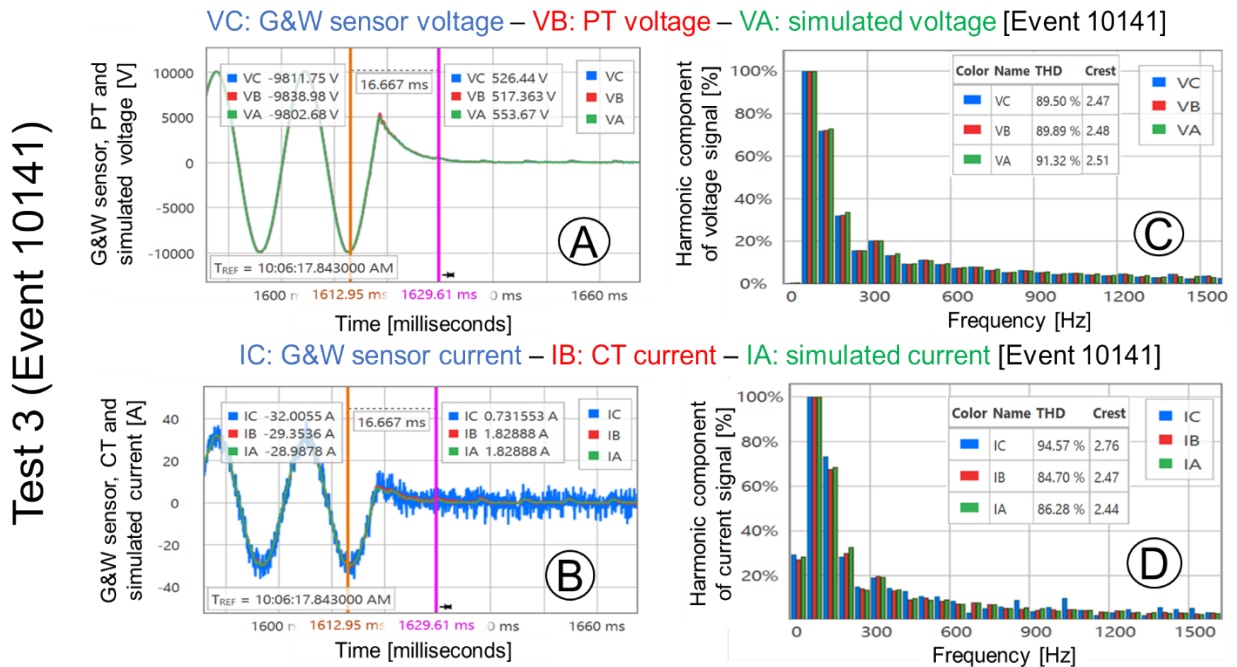 Test 3 (Event 10141)
VC: G&W sensor voltage – VB: PT voltage – VA: simulated voltage [Event 10141]
G&W sensor, PT and
simulated voltage [V]
10000
5000
0
-5000
-10000
VC -9811.75 V
VB -9838.98 V
VA -9802.68 V
16.667 ms
VC 526.44 V
VB 517.363 V
VA 553.67 V
VC
VB
VA
A
TREF = 10:06:17.843000 AM
1600 m
1612.95 ms
1629.61 ms
0 ms
1660 ms
Time [milliseconds]
Harmonic component
of voltage signal [%]
100%
80%
60%
40%
20%
0%
Color Name THD Crest
VC 89.50 % 2.47
VB 89.89 % 2.48
VA 91.32 % 2.51
VC
VB
VA
C
0 300 600 900 1200 1500
Frequency [Hz]
IC: G&W sensor current – IB: CT current – IA: simulated current [Event 10141]
G&W sensor, CT and
simulated current [A]
40
20
0
-20
-40
IC -32.0055 A
IB -29.3536 A
IA -28.9878 A
16.667 ms
IC 0.731553 A
IB 1.82888 A
IA 1.82888 A
IC
IB
IA
B
TREF = 10:06:17.843000 AM
1600 m
1612.95 ms
1629.61 ms
0 ms
1660 ms
Time [milliseconds]
Harmonic component
of current signal [%]
100%
80%
60%
40%
20%
Color Name THD Crest
IC 94.57 % 2.76
IB 84.70 % 2.47
IA 86.28 % 2.44
IC
IB
IA
D
0 300 600 900 1200 1500
Frequency [Hz]